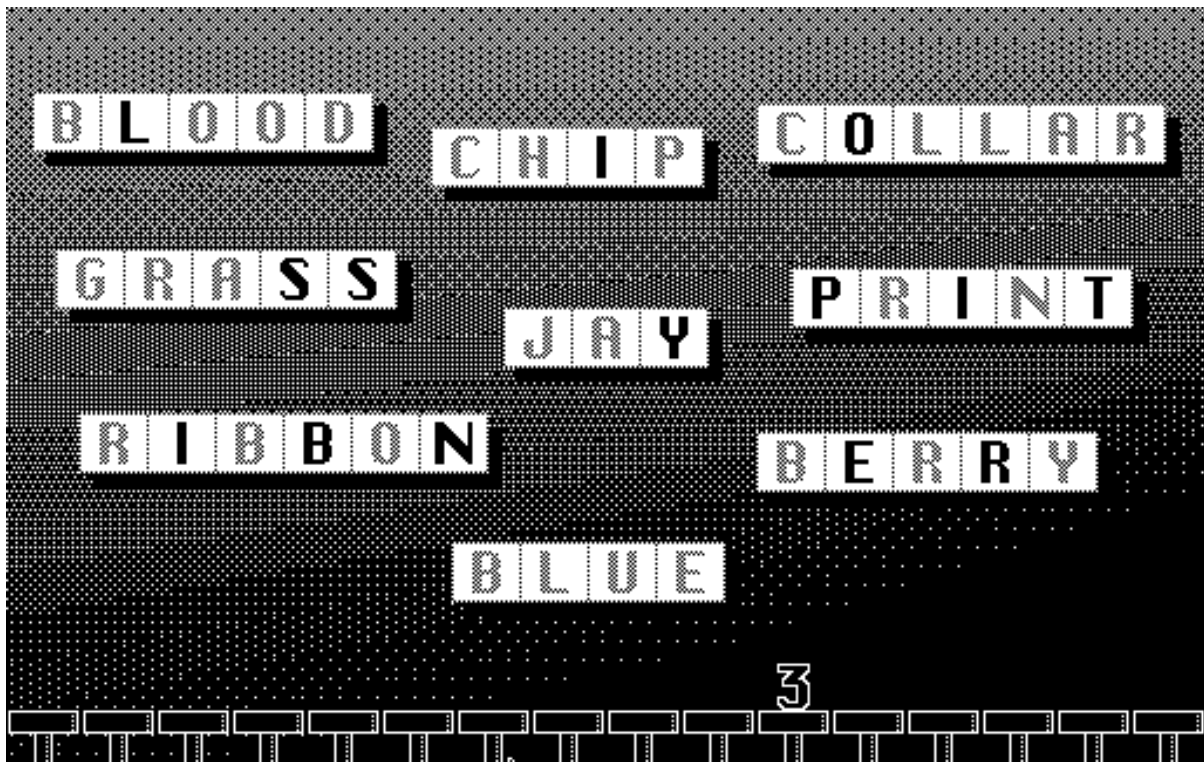 BLOOD
CHIP
COLLAR
GRASS
JAY
PRINT
RIBBON
BERRY
BLUE
3